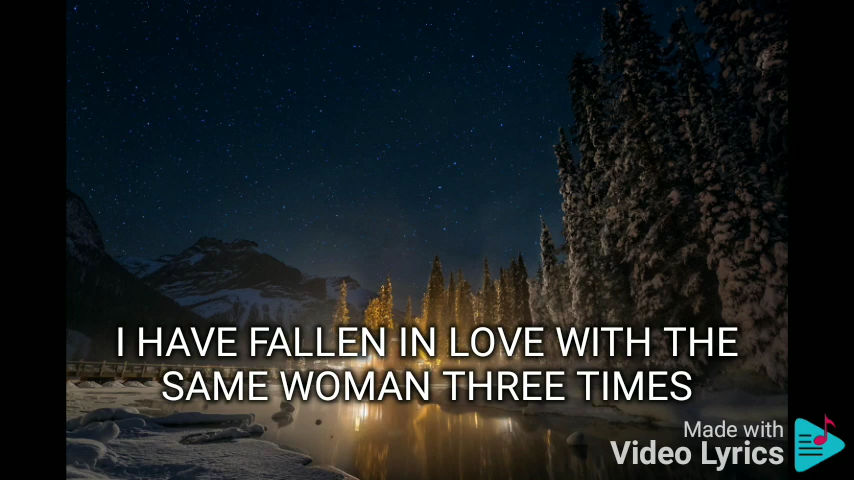 I HAVE FALLEN IN LOVE WITH THE
SAME WOMAN THREE TIMES
Made with
Video Lyrics